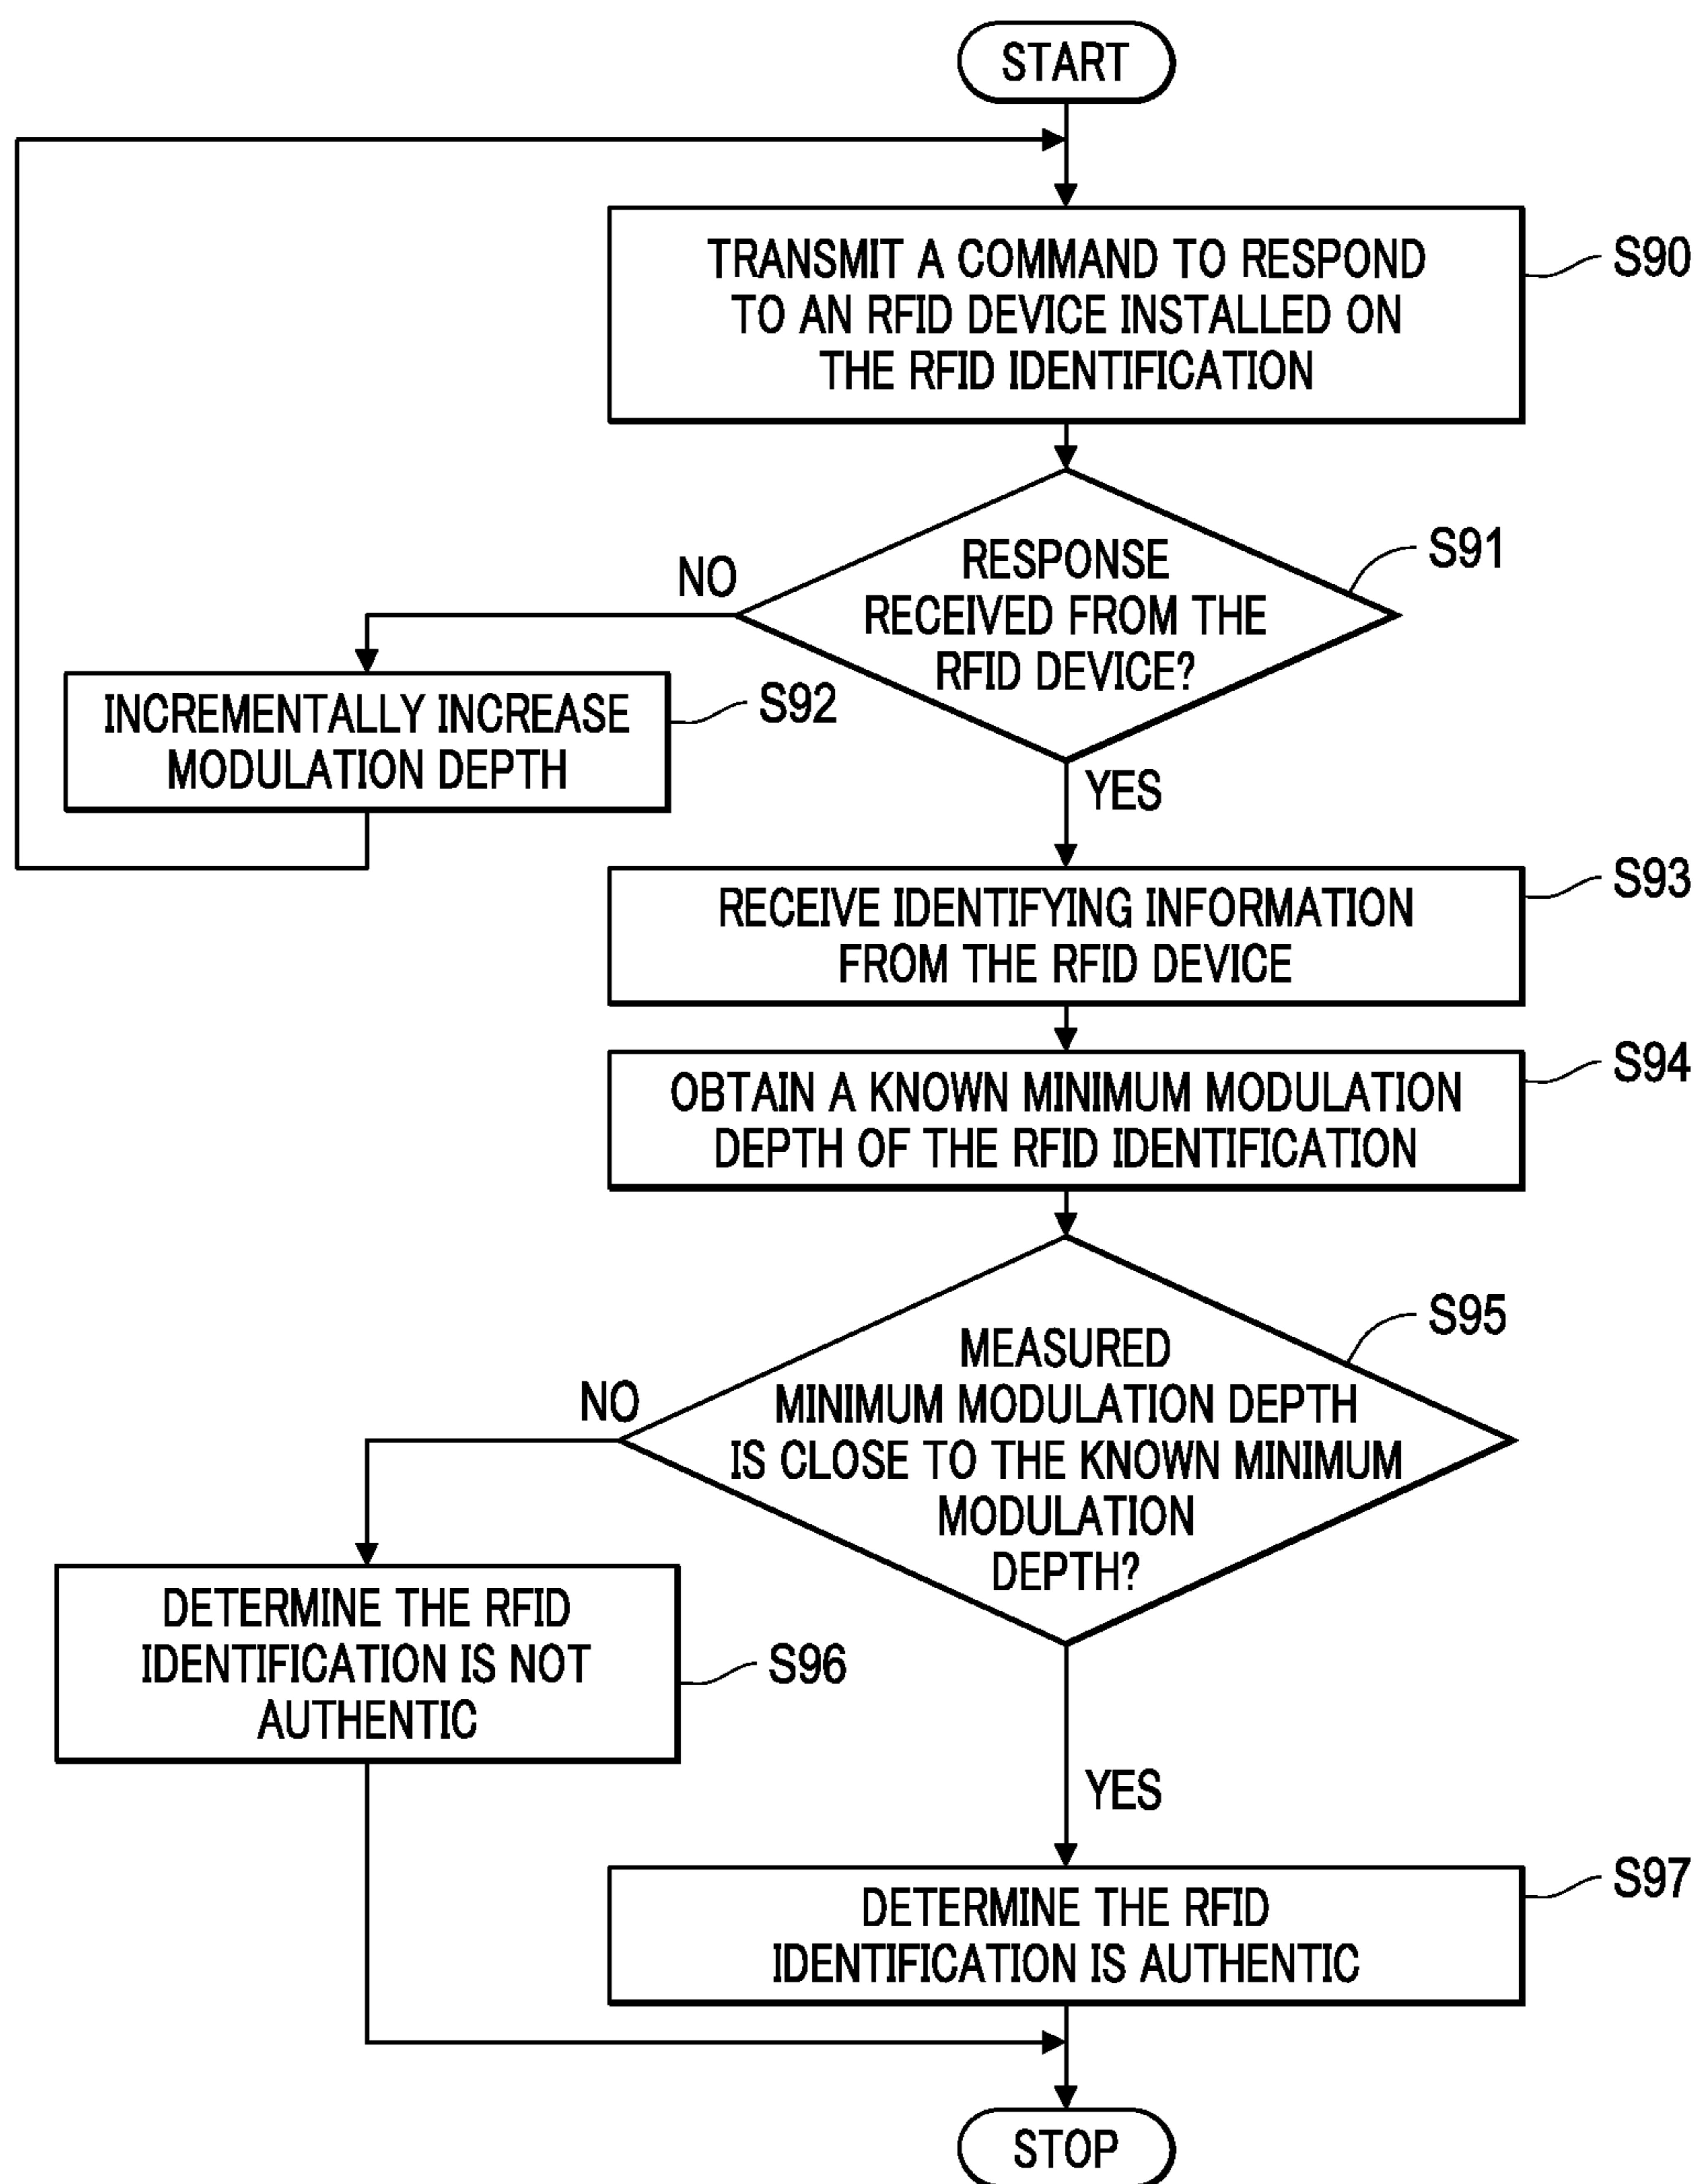 START
TRANSMIT A COMMAND TO RESPOND
TO AN RFID DEVICE INSTALLED ON
THE RFID IDENTIFICATION
S90
RESPONSE
RECEIVED FROM THE
RFID DEVICE?
S91
NO
INCREMENTALLY INCREASE
MODULATION DEPTH
S92
YES
RECEIVE IDENTIFYING INFORMATION
FROM THE RFID DEVICE
S93
OBTAIN A KNOWN MINIMUM MODULATION
DEPTH OF THE RFID IDENTIFICATION
S94
MEASURED
MINIMUM MODULATION DEPTH
IS CLOSE TO THE KNOWN MINIMUM
MODULATION
DEPTH?
S95
NO
DETERMINE THE RFID
IDENTIFICATION IS NOT
AUTHENTIC
S96
YES
DETERMINE THE RFID
IDENTIFICATION IS AUTHENTIC
S97
STOP